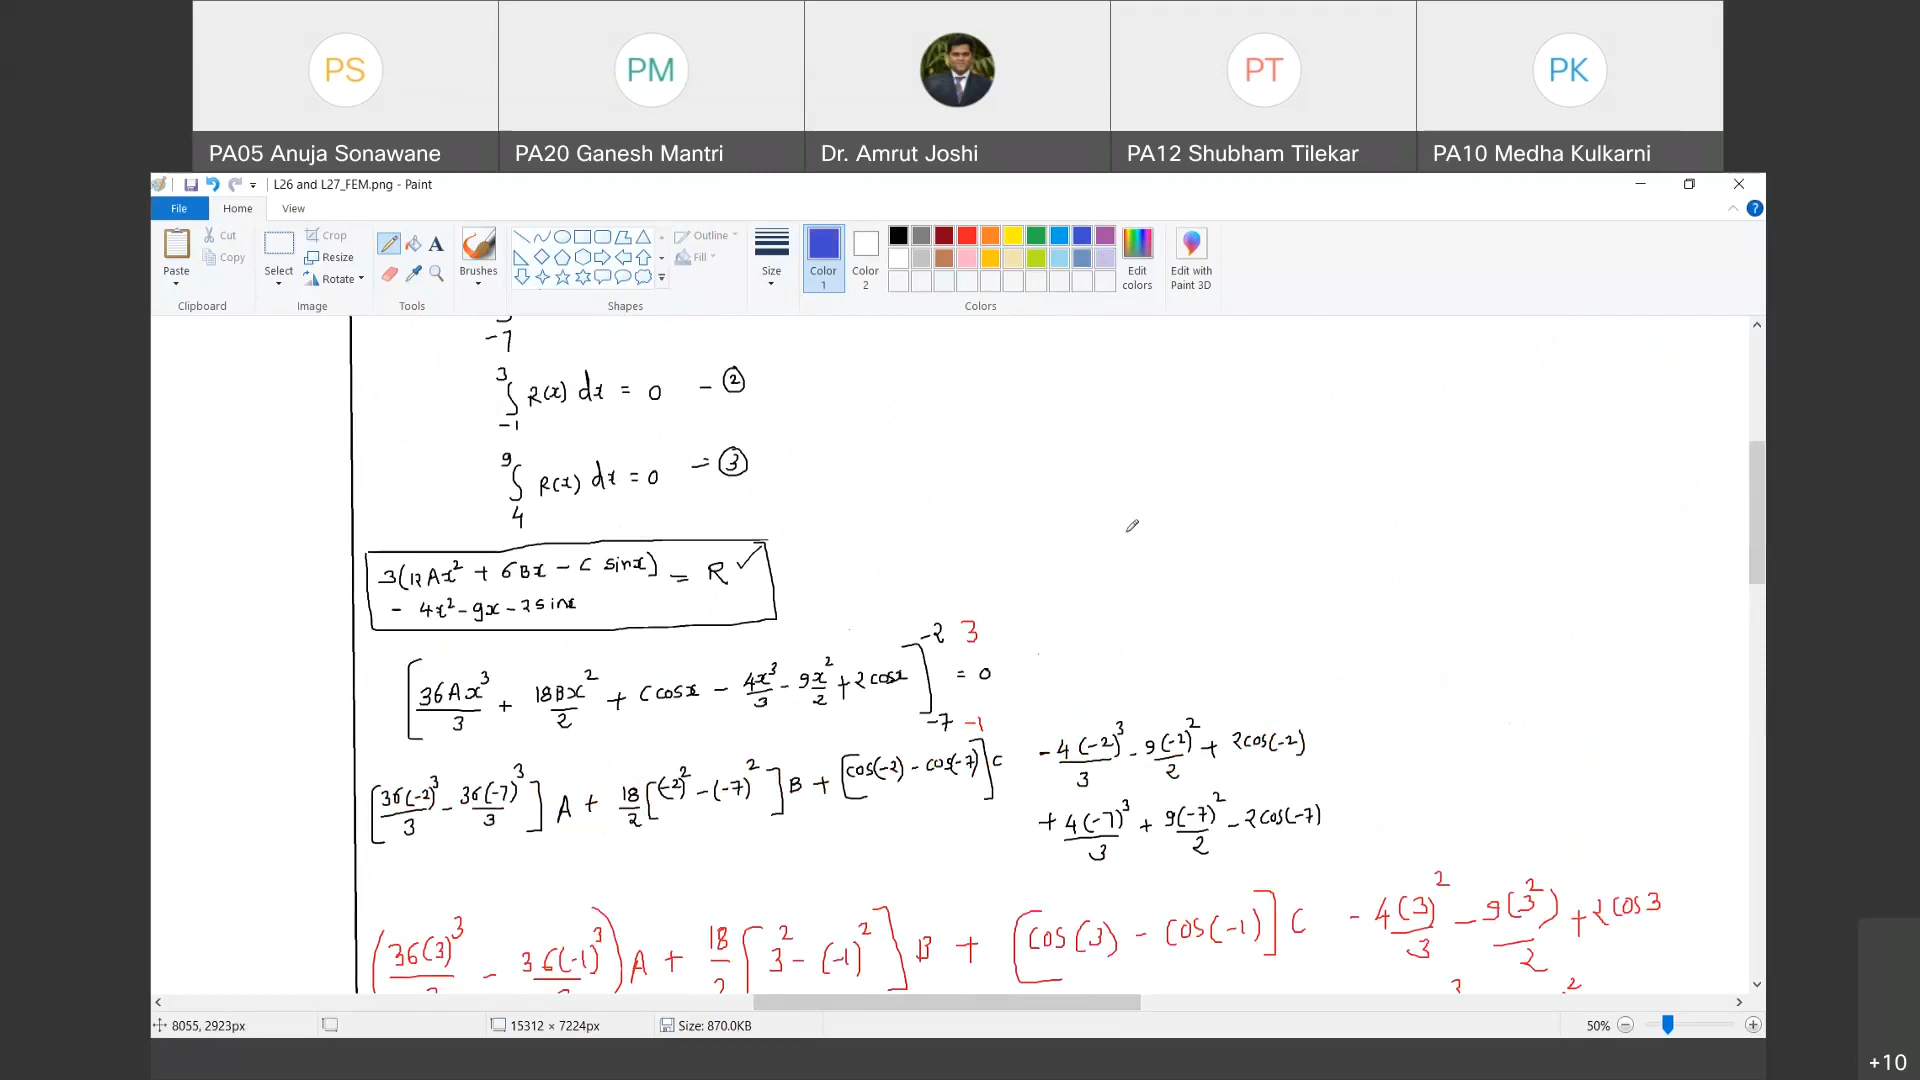 PS
PM
PT
PK
PA05 Anuja Sonawane
PA20 Ganesh Mantri
Dr. Amrut Joshi
PA12 Shubham Tilekar
PA10 Medha Kulkarni
L26 and L27_FEM.png - Paint
File
Home
View
Paste
Cut
Copy
Clipboard
Select
Crop
Resize
Rotate
Image
A
Tools
Brushes
Outline
Fill
Shapes
Size
Color 1
Color 2
Edit colors
Colors
Edit with Paint 3D
?
-7
3 ∫ -1 R(x) dx = 0 - ②
9 ∫ 4 R(x) dx = 0 = ③
3(12Ax² + 6Bx - C sinx) = R ✓
- 4x² - 9x - 2 sinx
[36Ax³/3 + 18Bx²/2 + C cosx - 4x³/3 - 9x²/2 + 2cosx] -2 3 -7 -1 = 0
[36(-2)³/3 - 36(-7)³/3] A + 18/2 [(-2)² - (-7)²] B + [cos(-2) - cos(-7)] C - 4(-2)³/3 - 9(-2)²/2 + 2cos(-2)
+ 4(-7)³/3 + 9(-7)²/2 - 2cos(-7)
(36(3)³ - 36(-1)³) A + 18/2 [3² - (-1)²] B + [cos(3) - cos(-1)] C - 4(3)²/3 - 9(3²)/2 + 2cos3
3 2
8055, 2923px
15312 × 7224px
Size: 870.0KB
50%
+10